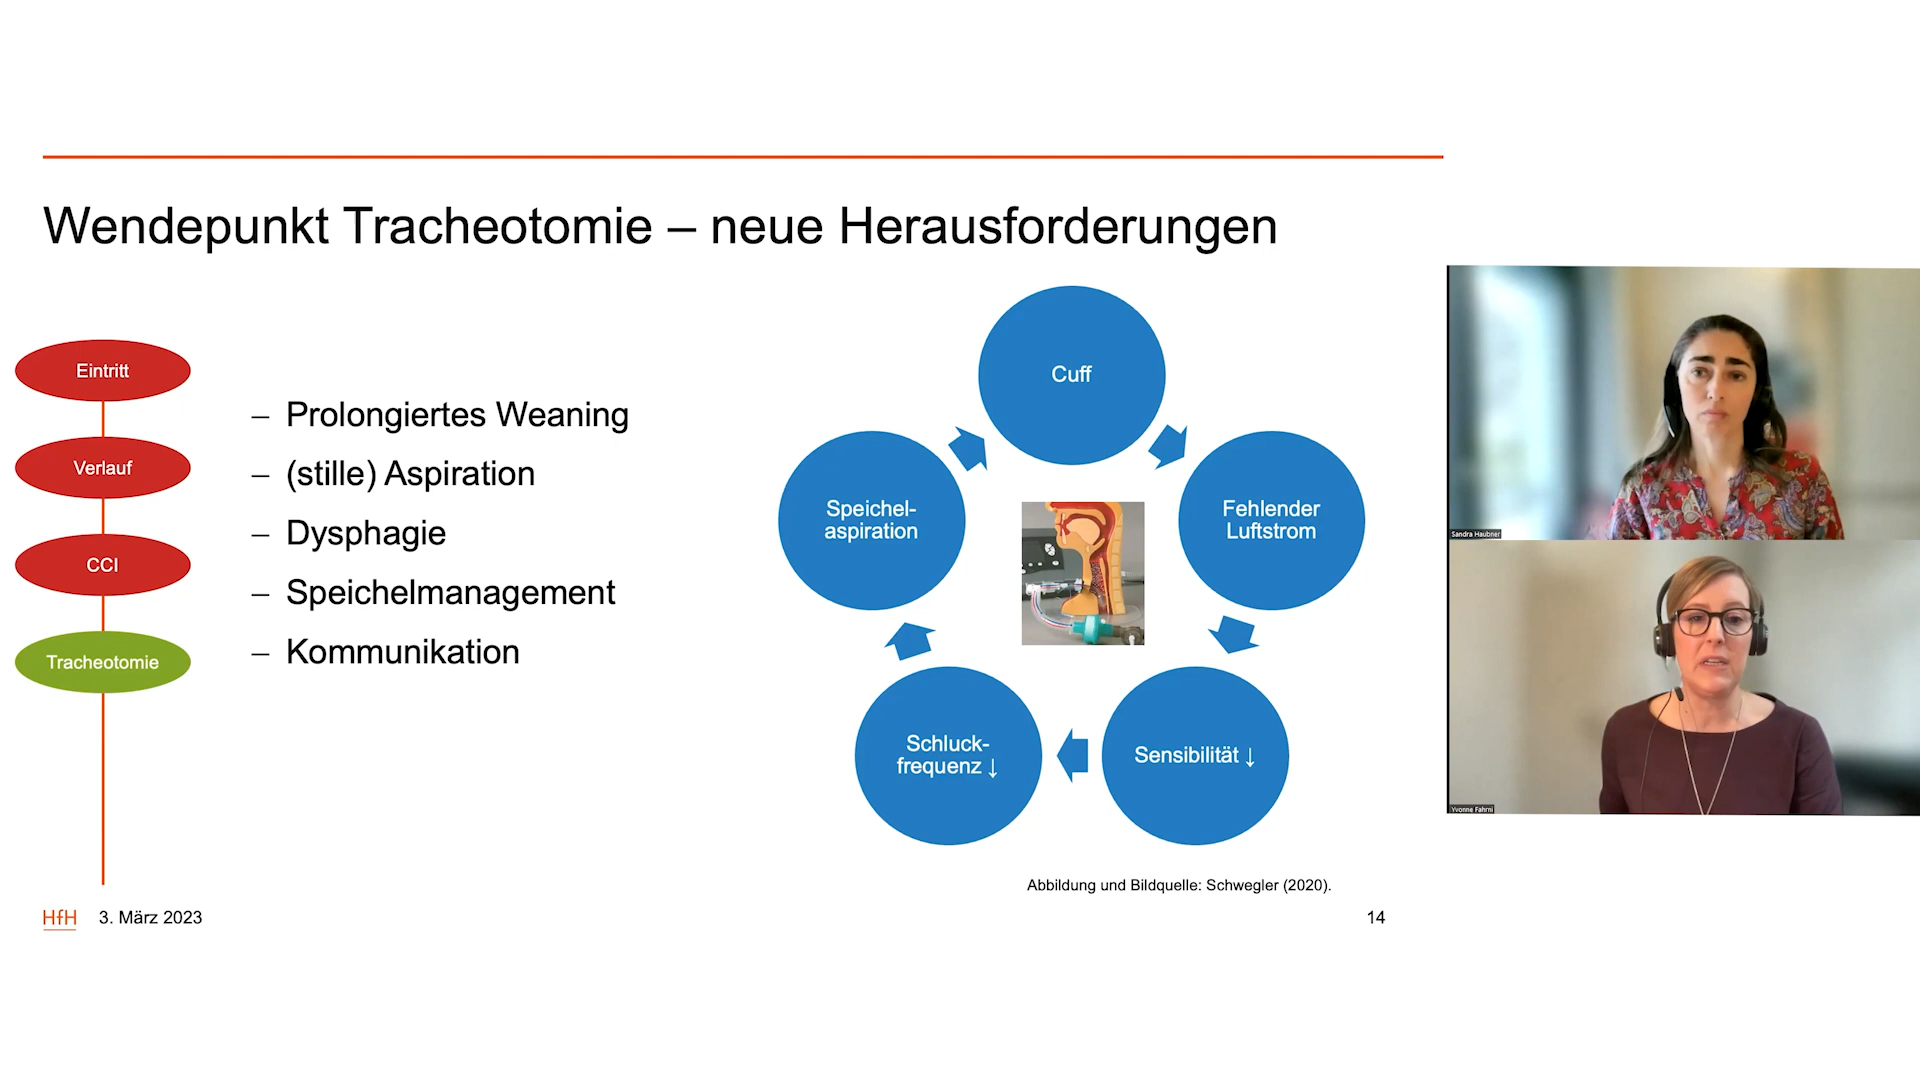 Wendepunkt Tracheotomie – neue Herausforderungen
Eintritt
Verlauf
CCI
Tracheotomie
– Prolongiertes Weaning
– (stille) Aspiration
– Dysphagie
– Speichelmanagement
– Kommunikation
Cuff
Fehlender
Luftstrom
Sensibilität ↓
Schluck-
frequenz ↓
Speichel-
aspiration
Abbildung und Bildquelle: Schwegler (2020).
HfH 3. März 2023
14
Sandra Haubner
Yvonne Fahrni